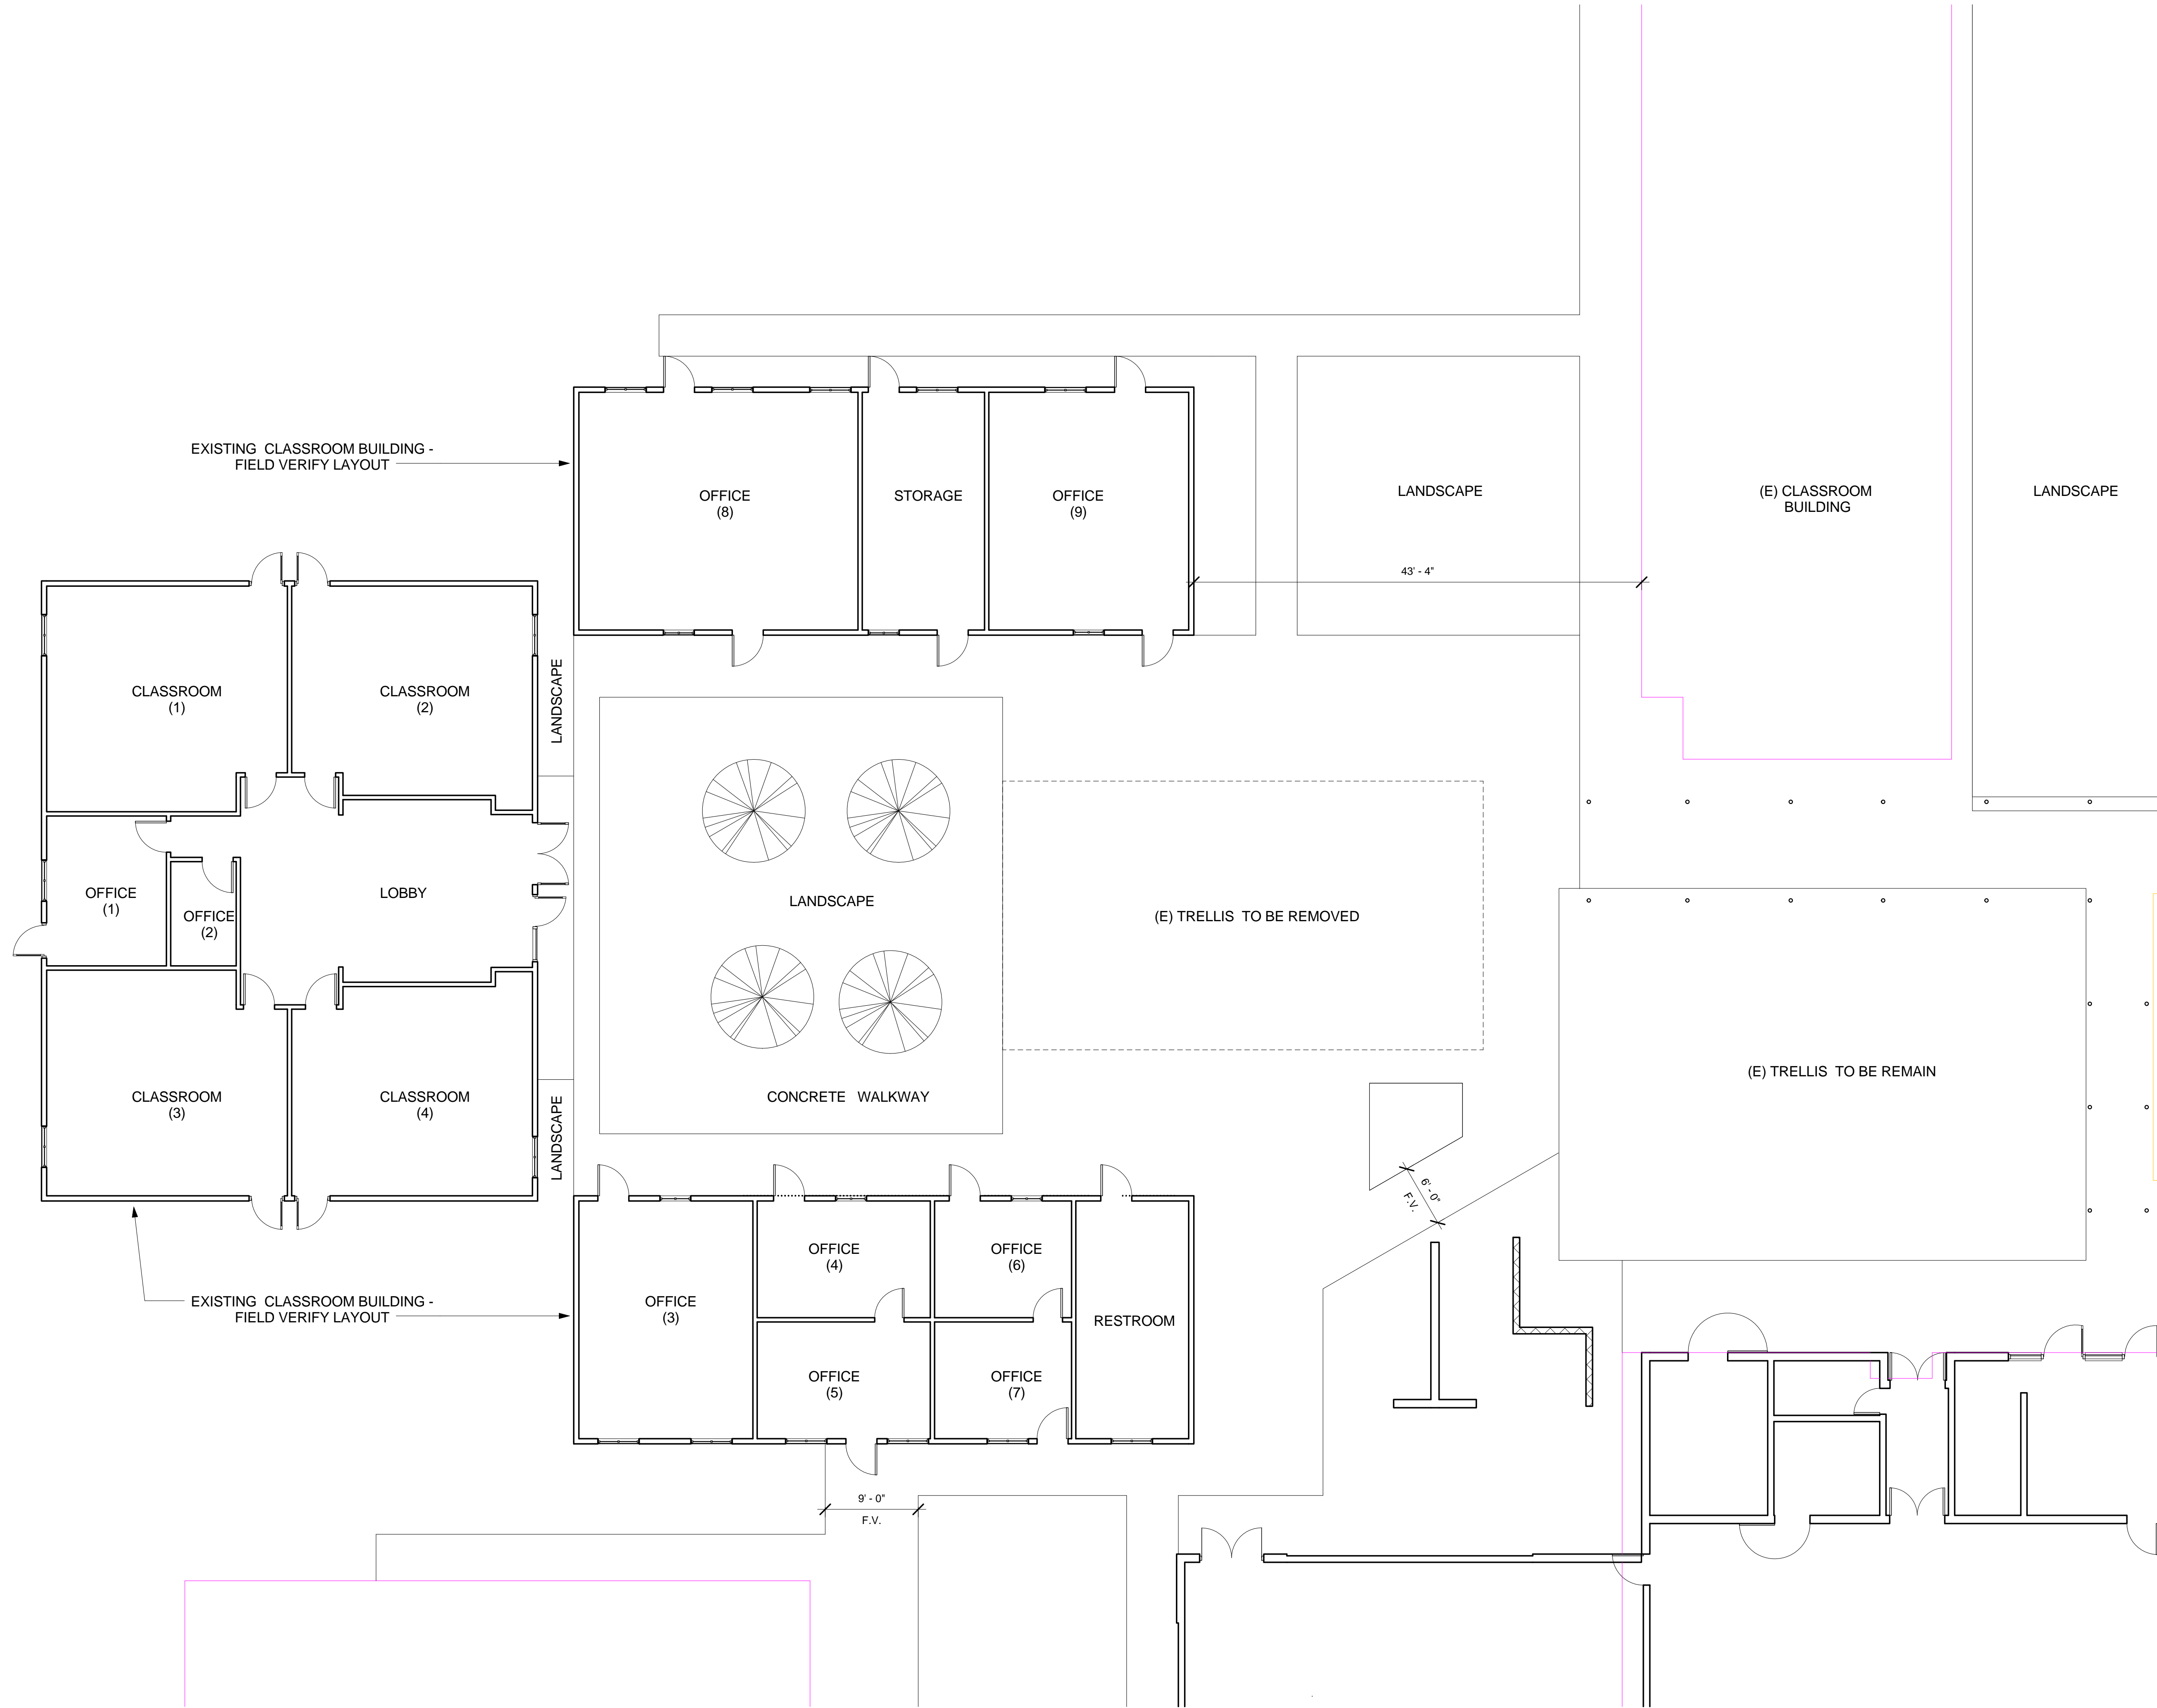 EXISTING CLASSROOM BUILDING -
FIELD VERIFY LAYOUT
OFFICE
(8)
STORAGE
OFFICE
(9)
LANDSCAPE
(E) CLASSROOM
BUILDING
LANDSCAPE
43' - 4"
CLASSROOM
(1)
CLASSROOM
(2)
LANDSCAPE
OFFICE
(1)
OFFICE
(2)
LOBBY
LANDSCAPE
(E) TRELLIS TO BE REMOVED
(E) TRELLIS TO BE REMAIN
CLASSROOM
(3)
CLASSROOM
(4)
LANDSCAPE
CONCRETE WALKWAY
6' - 0"
F.V.
EXISTING CLASSROOM BUILDING -
FIELD VERIFY LAYOUT
OFFICE
(3)
OFFICE
(4)
OFFICE
(6)
RESTROOM
OFFICE
(5)
OFFICE
(7)
9' - 0"
F.V.